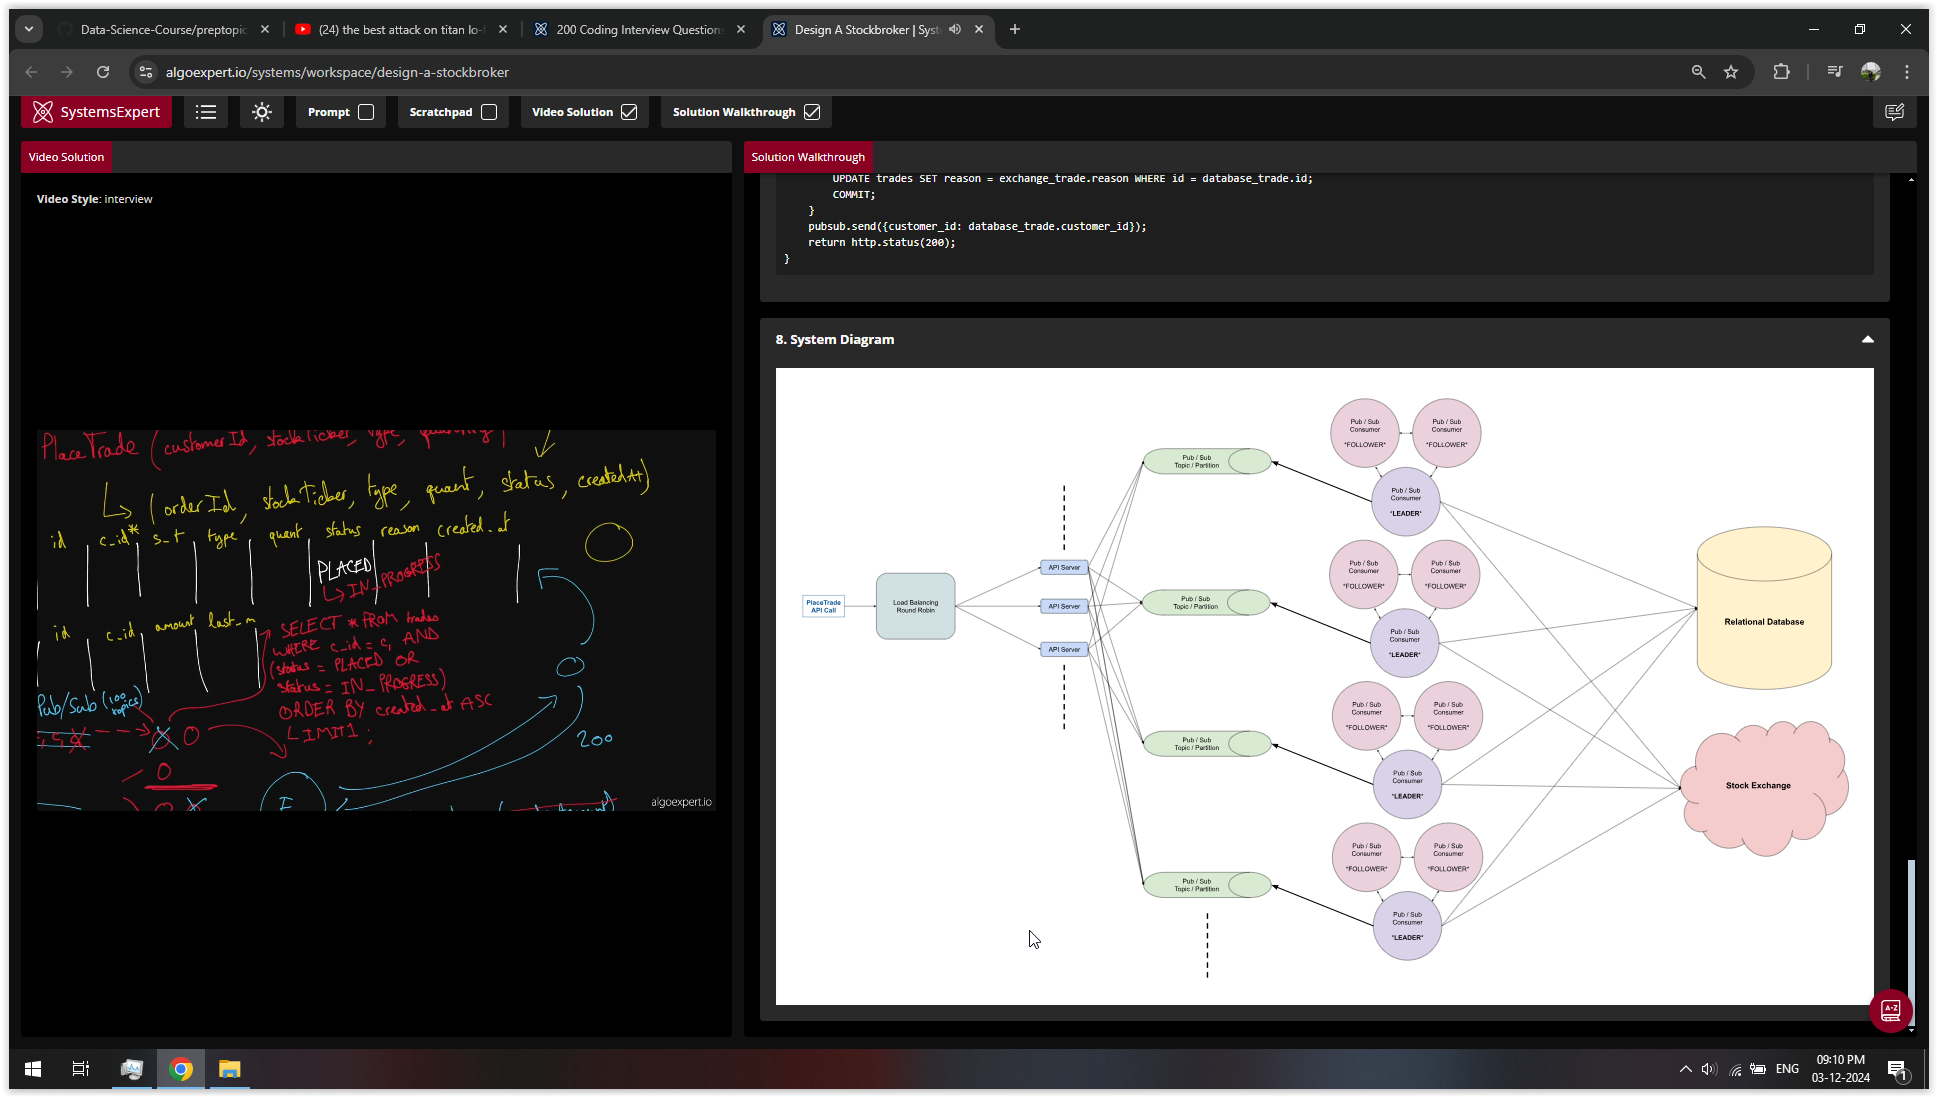 Data-Science-Course/preptopic
(24) the best attack on titan lo-f
200 Coding Interview Questions
Design A Stockbroker | Syst
algoexpert.io/systems/workspace/design-a-stockbroker
SystemsExpert
Prompt
Scratchpad
Video Solution
Solution Walkthrough
Video Solution
Video Style: interview
PlaceTrade (customerId, stockTicker, type, quantity)
(orderId, stockTicker, type, quant, status, createdAt)
id c_id* s_t type quant status reason created_at
PLACED
IN_PROGRESS
id c_id amount last_m
SELECT * FROM trades
WHERE c_id = c, AND
(status = PLACED OR
status = IN_PROGRESS)
ORDER BY created_at ASC
LIMIT 1;
Pub/Sub (100 topics)
200
algoexpert.io
Solution Walkthrough
UPDATE trades SET reason = exchange_trade.reason WHERE id = database_trade.id;
COMMIT;
}
pubsub.send({customer_id: database_trade.customer_id});
return http.status(200);
}
8. System Diagram
PlaceTrade
API Call
Load Balancing
Round Robin
API Server
API Server
API Server
Pub / Sub
Topic / Partition
Pub / Sub
Topic / Partition
Pub / Sub
Topic / Partition
Pub / Sub
Topic / Partition
Pub / Sub
Consumer
*FOLLOWER*
Pub / Sub
Consumer
*FOLLOWER*
Pub / Sub
Consumer
*LEADER*
Pub / Sub
Consumer
*FOLLOWER*
Pub / Sub
Consumer
*FOLLOWER*
Pub / Sub
Consumer
*LEADER*
Pub / Sub
Consumer
*FOLLOWER*
Pub / Sub
Consumer
*FOLLOWER*
Pub / Sub
Consumer
*LEADER*
Pub / Sub
Consumer
*FOLLOWER*
Pub / Sub
Consumer
*FOLLOWER*
Pub / Sub
Consumer
*LEADER*
Relational Database
Stock Exchange
A-Z
ENG
09:10 PM
03-12-2024
1